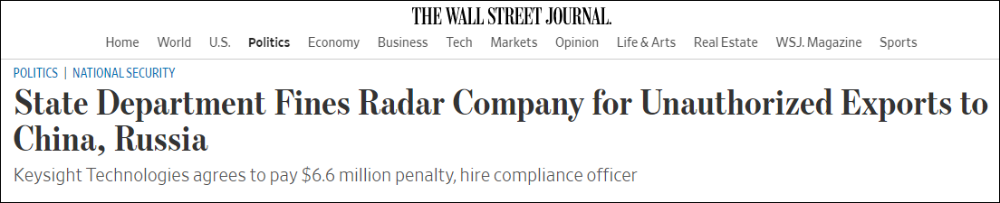 THE WALL STREET JOURNAL.
Home World U.S. Politics Economy Business Tech Markets Opinion Life & Arts Real Estate WSJ. Magazine Sports
POLITICS | NATIONAL SECURITY
State Department Fines Radar Company for Unauthorized Exports to
China, Russia
Keysight Technologies agrees to pay $6.6 million penalty, hire compliance officer